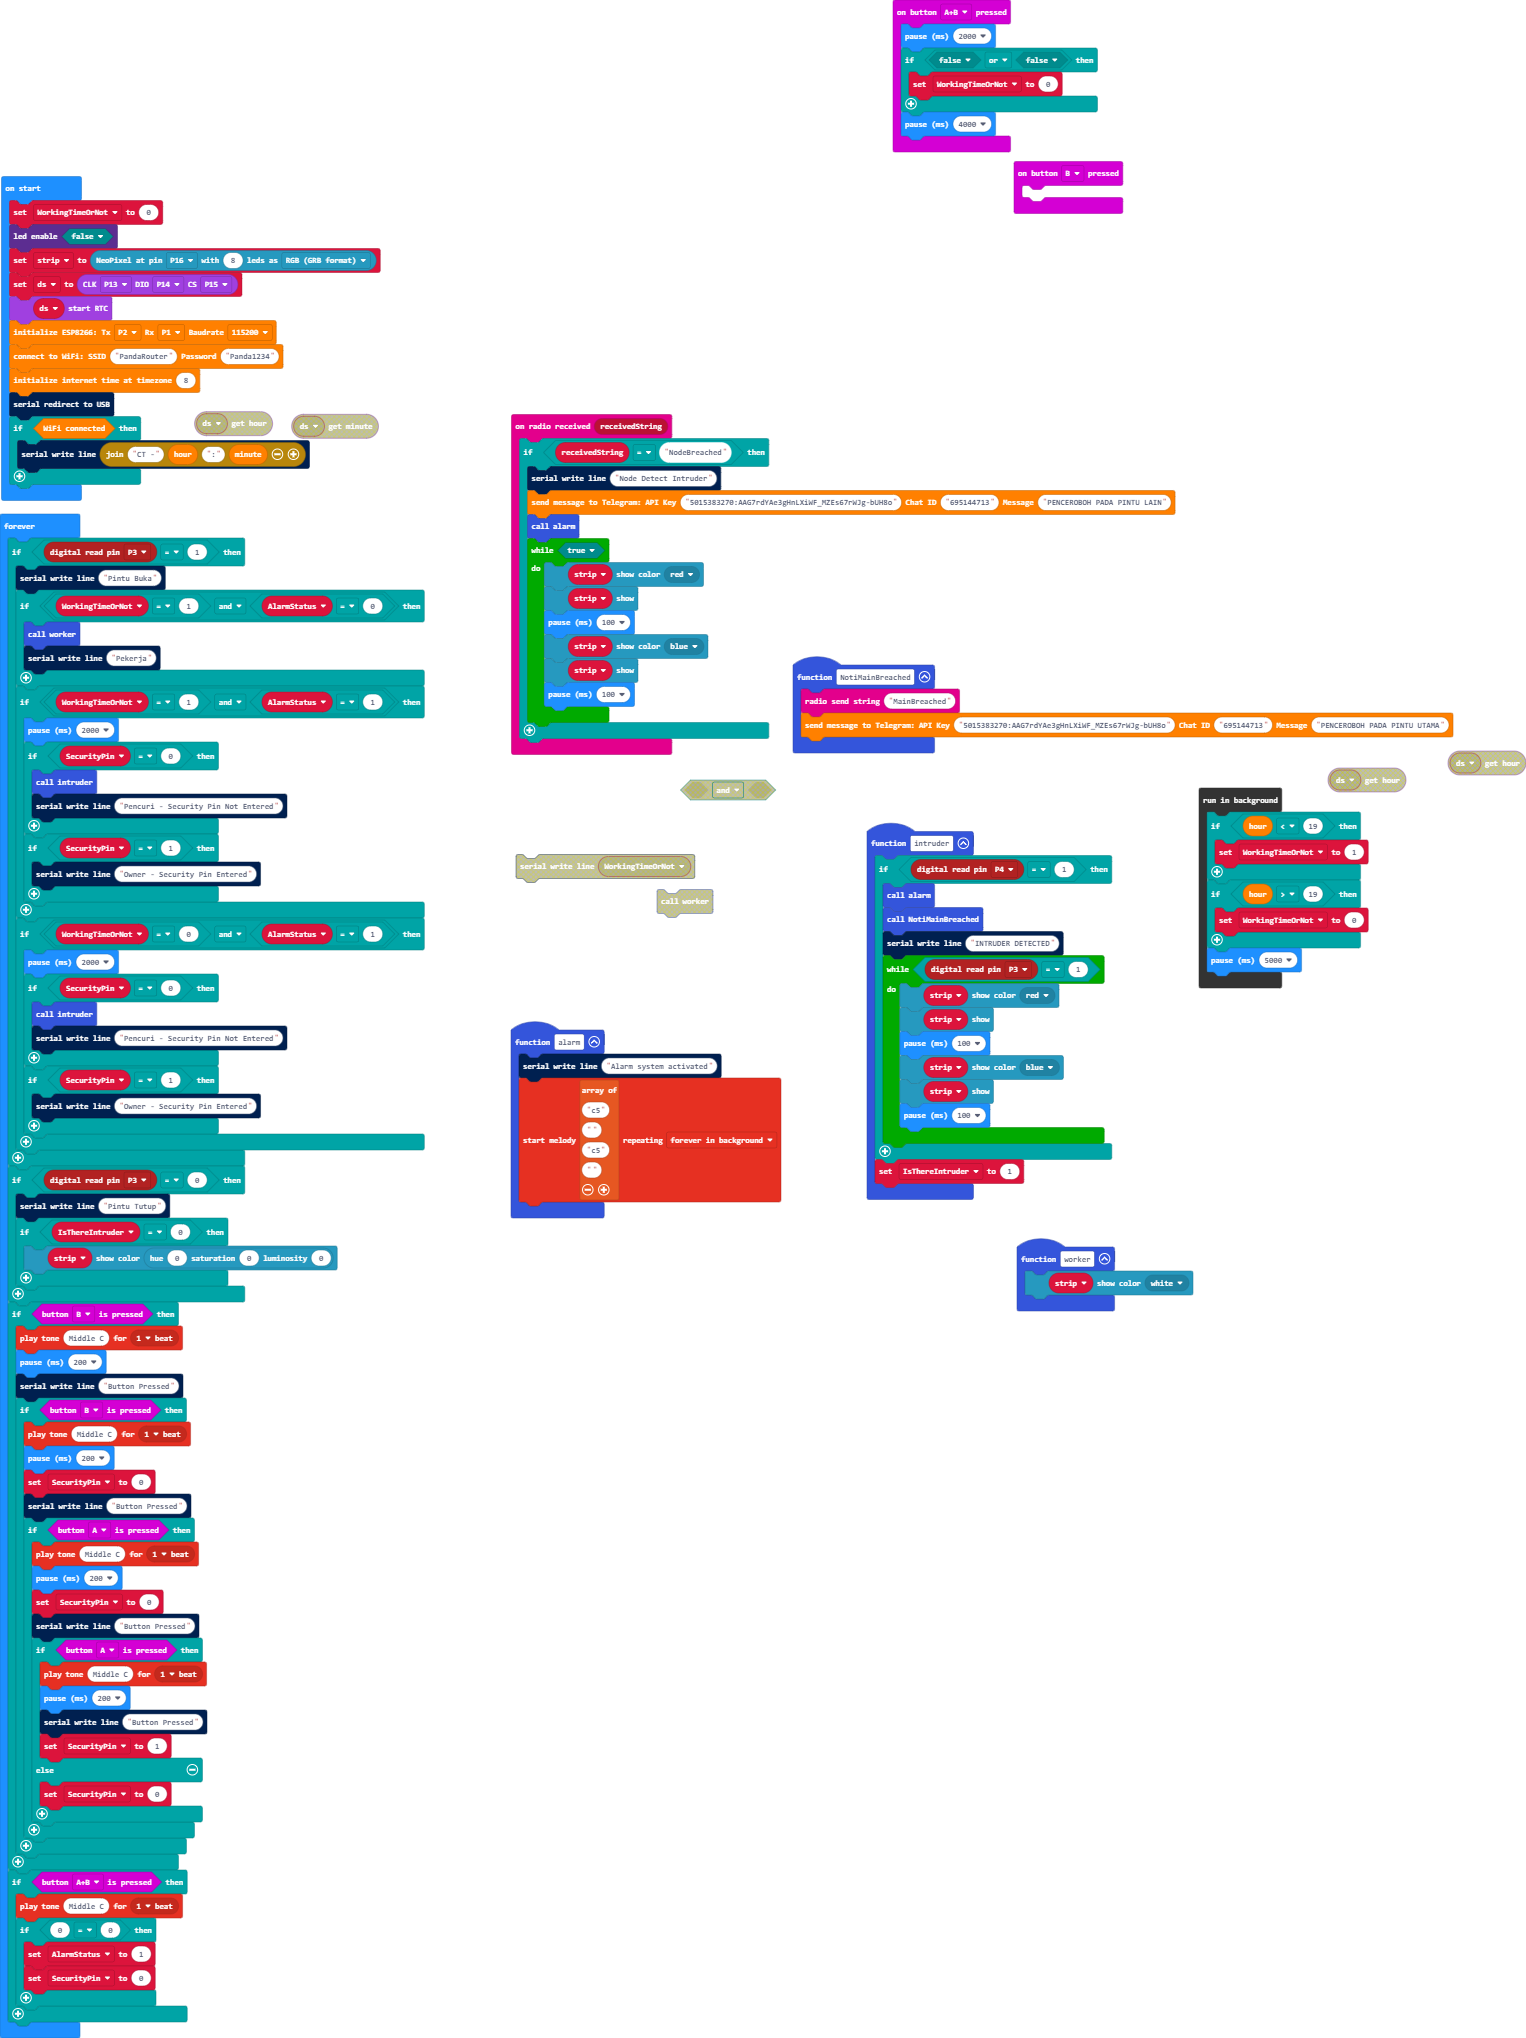 on button A+B pressed
pause (ms) 2000
if false or false then
set WorkingTimeOrNot to 0
pause (ms) 4000
on button B pressed
on start
set WorkingTimeOrNot to 0
led enable false
set strip to NeoPixel at pin P16 with 8 leds as RGB (GRB format)
set ds to CLK P13 DIO P14 CS P15
ds start RTC
initialize ESP8266: Tx P2 Rx P1 Baudrate 115200
connect to WiFi: SSID "PandaRouter" Password "Panda1234"
initialize internet time at timezone 8
serial redirect to USB
if WiFi connected then
ds get hour
ds get minute
serial write line join "CT -" hour ":" minute
forever
if digital read pin P3 = 1 then
serial write line "Pintu Buka"
if WorkingTimeOrNot = 1 and AlarmStatus = 0 then
call worker
serial write line "Pekerja"
if WorkingTimeOrNot = 1 and AlarmStatus = 1 then
pause (ms) 2000
if SecurityPin = 0 then
call intruder
serial write line "Pencuri - Security Pin Not Entered"
if SecurityPin = 1 then
serial write line "Owner - Security Pin Entered"
if WorkingTimeOrNot = 0 and AlarmStatus = 1 then
pause (ms) 2000
if SecurityPin = 0 then
call intruder
serial write line "Pencuri - Security Pin Not Entered"
if SecurityPin = 1 then
serial write line "Owner - Security Pin Entered"
if digital read pin P3 = 0 then
serial write line "Pintu Tutup"
if IsThereIntruder = 0 then
strip show color hue 0 saturation 0 luminosity 0
if button B is pressed then
play tone Middle C for 1 beat
pause (ms) 200
serial write line "Button Pressed"
if button B is pressed then
play tone Middle C for 1 beat
pause (ms) 200
set SecurityPin to 0
serial write line "Button Pressed"
if button A is pressed then
play tone Middle C for 1 beat
pause (ms) 200
set SecurityPin to 0
serial write line "Button Pressed"
if button A is pressed then
play tone Middle C for 1 beat
pause (ms) 200
serial write line "Button Pressed"
set SecurityPin to 1
else
set SecurityPin to 0
if button A+B is pressed then
play tone Middle C for 1 beat
if 0 = 0 then
set AlarmStatus to 1
set SecurityPin to 0
on radio received receivedString
if receivedString = "NodeBreached" then
serial write line "Node Detect Intruder"
send message to Telegram: API Key "5015383270:AAG7rdYAe3gHnLXiWF_MZEs67rWJg-bUH8o" Chat ID "695144713" Message "PENCEROBOH PADA PINTU LAIN"
call alarm
while true
do
strip show color red
strip show
pause (ms) 100
strip show color blue
strip show
pause (ms) 100
function NotiMainBreached
radio send string "MainBreached"
send message to Telegram: API Key "5015383270:AAG7rdYAe3gHnLXiWF_MZEs67rWJg-bUH8o" Chat ID "695144713" Message "PENCEROBOH PADA PINTU UTAMA"
and
serial write line WorkingTimeOrNot
call worker
ds get hour
ds get hour
run in background
if hour < 19 then
set WorkingTimeOrNot to 1
if hour > 19 then
set WorkingTimeOrNot to 0
pause (ms) 5000
function intruder
if digital read pin P4 = 1 then
call alarm
call NotiMainBreached
serial write line "INTRUDER DETECTED"
while digital read pin P3 = 1
do
strip show color red
strip show
pause (ms) 100
strip show color blue
strip show
pause (ms) 100
set IsThereIntruder to 1
function alarm
serial write line "Alarm system activated"
array of
"c5"
" "
"c5"
" "
start melody repeating forever in background
function worker
strip show color white